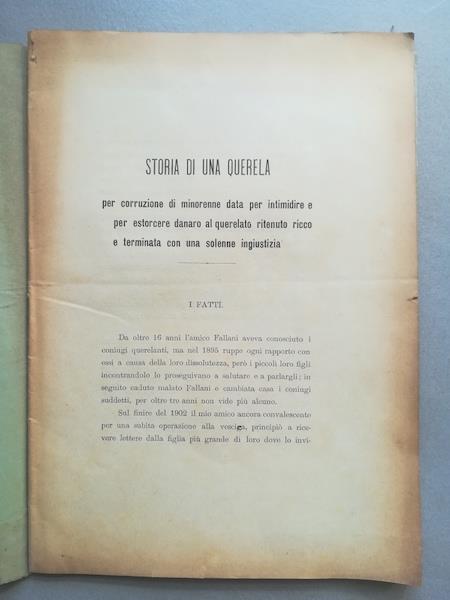 STORIA DI UNA QUERELA
per corruzione di minorenne data per intimidire e
per estorcere danaro al querelato ritenuto ricco
e terminata con una solenne ingiustizia
I FATTI.
Da oltre 16 anni l'amico Fallani aveva conosciuto i
coniugi querelanti, ma nel 1895 ruppe ogni rapporto con
essi a causa della loro dissolutezza, però i piccoli loro figli
incontrandolo lo proseguivano a salutare e a parlargli; in
seguito caduto malato Fallani e cambiata casa i coniugi
suddetti, per oltre tre anni non vide più alcuno.
Sul finire del 1902 il mio amico ancora convalescente
per una subita operazione alla vesciga, principiò a rice-
vere lettere dalla figlia più grande di loro dove lo invi-